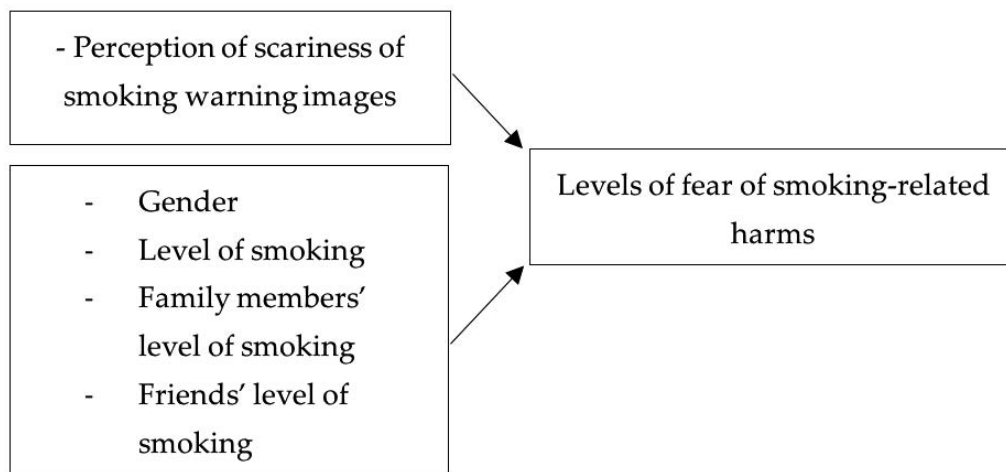 - Perception of scariness of
smoking warning images
- Gender
- Level of smoking
- Family members’
level of smoking
- Friends’ level of
smoking
Levels of fear of smoking-related
harms